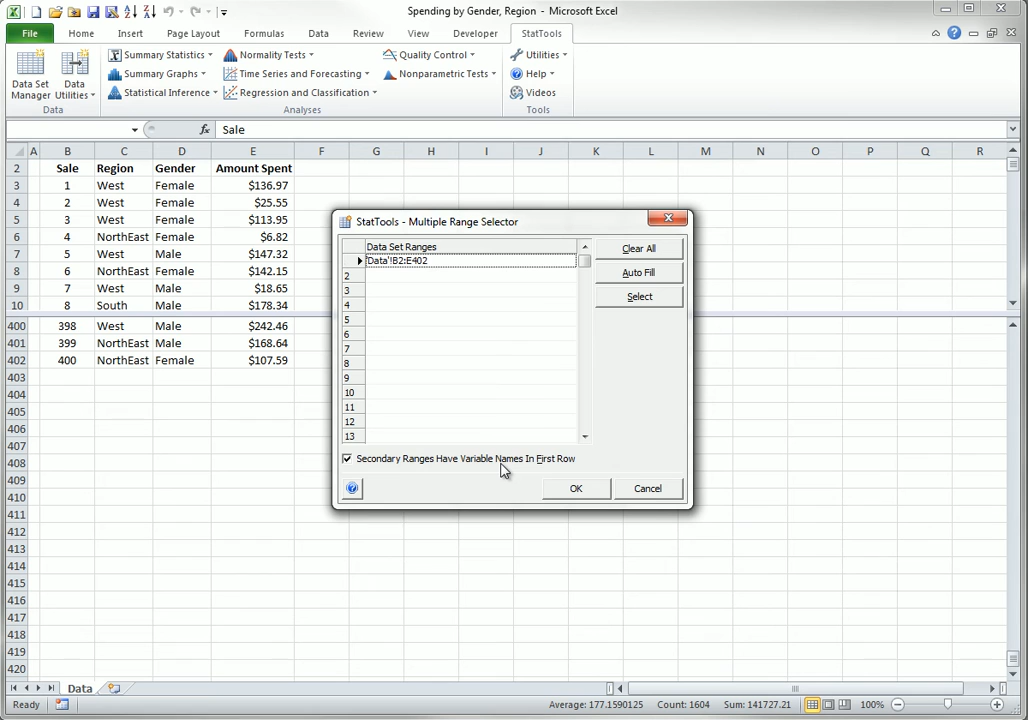 Spending by Gender, Region - Microsoft Excel
File Home Insert Page Layout Formulas Data Review View Developer StatTools
Data Set Manager
Data Utilities
Data
Summary Statistics
Summary Graphs
Statistical Inference
Normality Tests
Time Series and Forecasting
Regression and Classification
Quality Control
Nonparametric Tests
Analyses
Utilities
Help
Videos
Tools
fx Sale
A B C D E F G H I J K L M N O P Q R
2 Sale Region Gender Amount Spent
3 1 West Female $136.97
4 2 West Female $25.55
5 3 West Female $113.95
6 4 NorthEast Female $6.82
7 5 West Male $147.32
8 6 NorthEast Female $142.15
9 7 West Male $18.65
10 8 South Male $178.34
400 398 West Male $242.46
401 399 NorthEast Male $168.64
402 400 NorthEast Female $107.59
403
404
405
406
407
408
409
410
411
412
413
414
415
416
417
418
419
420
StatTools - Multiple Range Selector
Data Set Ranges
'Data'!B2:E402
2
3
4
5
6
7
8
9
10
11
12
13
Clear All
Auto Fill
Select
Secondary Ranges Have Variable Names In First Row
OK Cancel
Data
Ready Average: 177.1590125 Count: 1604 Sum: 141727.21 100%